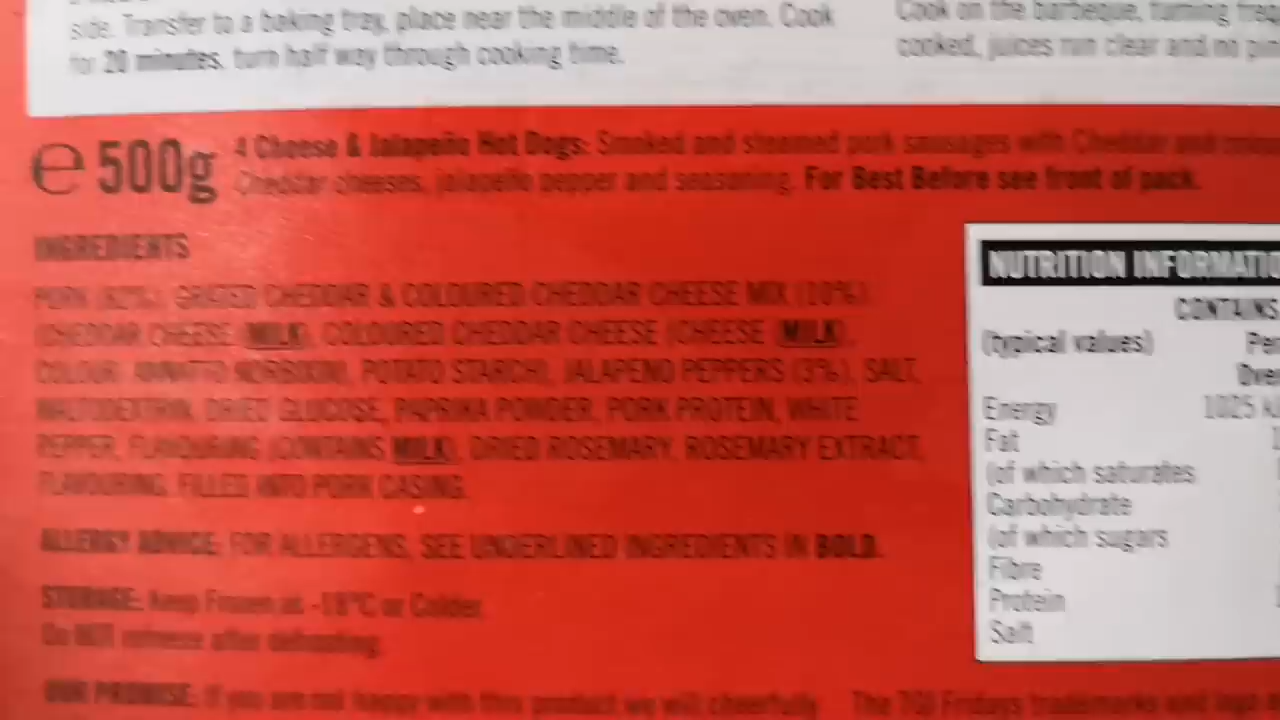 side. Transfer to a baking tray, place near the middle of the oven. Cook
for 20 minutes, turn half way through cooking time.
Cook on the barbeque, turning
cooked, juices run clear and no
e 500g
4 Cheese & Jalapeño Hot Dogs: Smoked and steamed pork sausages with Cheddar and
Cheddar cheeses, jalapeño pepper and seasoning. For Best Before see front of pack.
INGREDIENTS
PORK (82%), GRATED CHEDDAR & COLOURED CHEDDAR CHEESE MIX (10%)
(CHEDDAR CHEESE (MILK), COLOURED CHEDDAR CHEESE (CHEESE (MILK),
COLOUR: ANNATTO NORBIXIN), POTATO STARCH), JALAPENO PEPPERS (3%), SALT,
MALTODEXTRIN, DRIED GLUCOSE, PAPRIKA POWDER, PORK PROTEIN, WHITE
PEPPER, FLAVOURING (CONTAINS MILK), DRIED ROSEMARY, ROSEMARY EXTRACT,
FLAVOURING, FILLED INTO PORK CASING.
ALLERGY ADVICE: FOR ALLERGENS, SEE UNDERLINED INGREDIENTS IN BOLD.
STORAGE: Keep Frozen at -18°C or Colder.
Do NOT refreeze after defrosting.
OUR PROMISE: If you are not happy with this product we will cheerfully
The TGI Fridays trademarks and logo
NUTRITION INFORMATIO
CONTAINS
(typical values)
Per
Energy 1025
Fat
(of which saturates
Carbohydrate
(of which sugars
Fibre
Protein
Salt